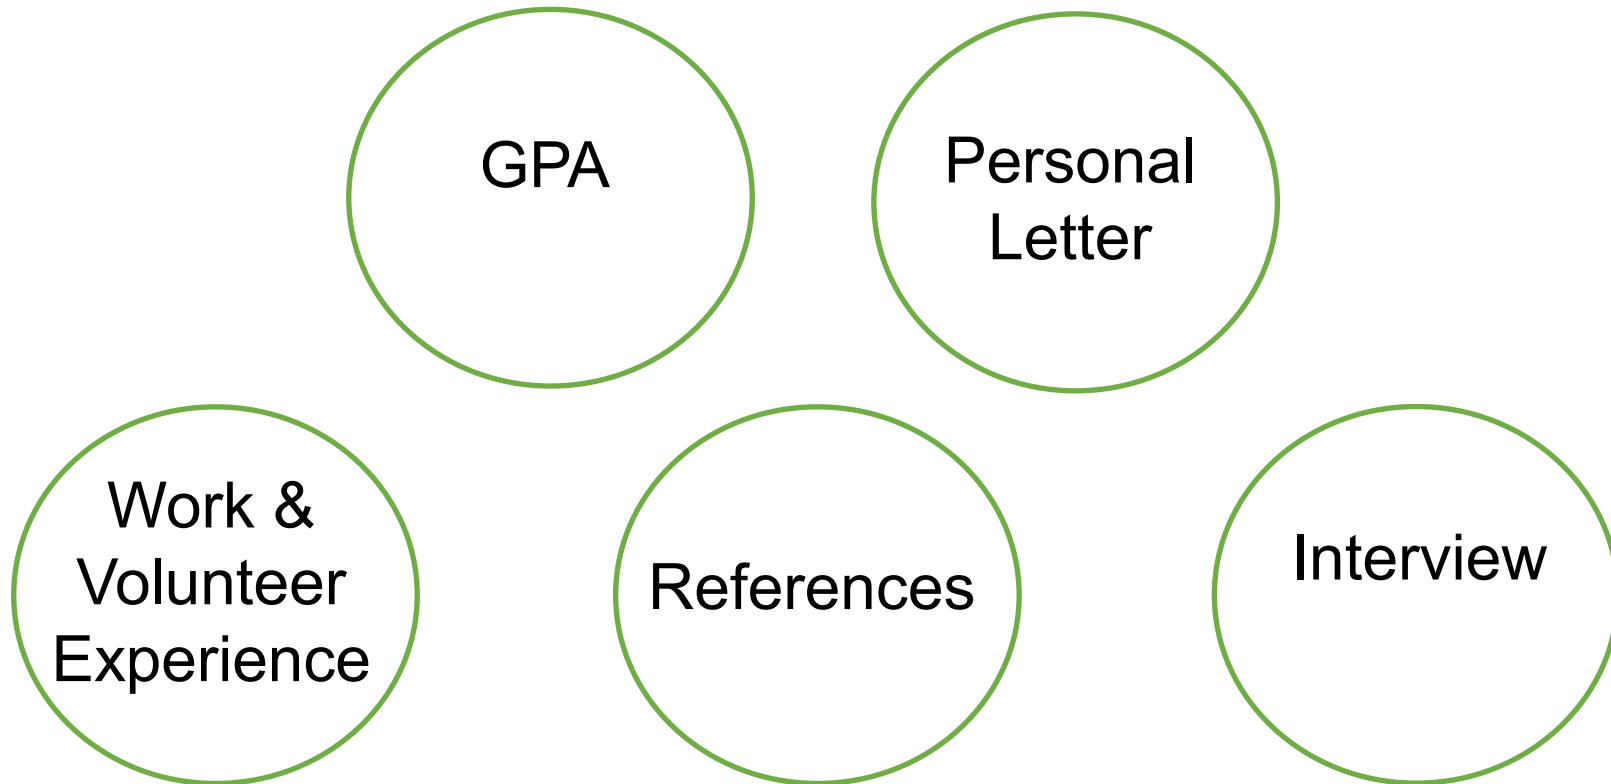 GPA
Personal
Letter
Work &
Volunteer
Experience
References
Interview